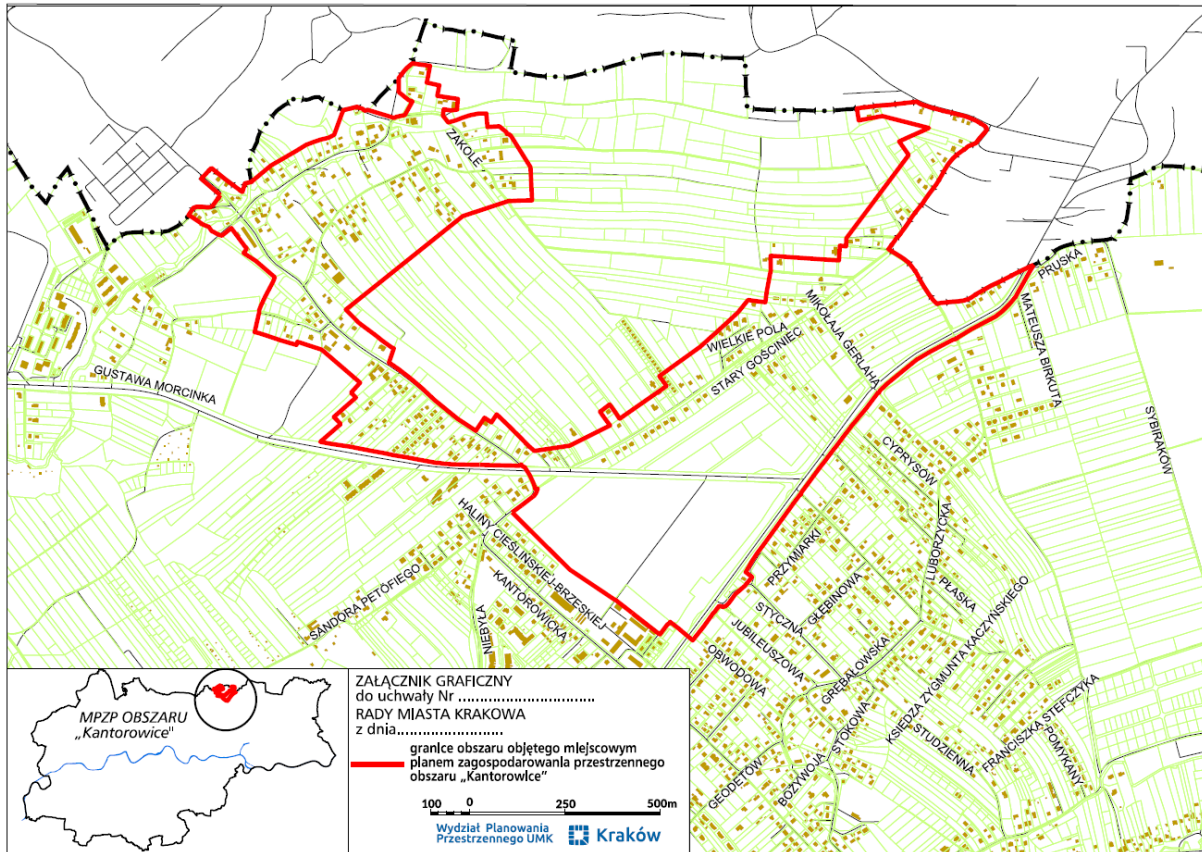 ZAKOLE
PRUSKA
MIKOŁAJA GERLAHA
MATEUSZA BIRKUTA
WIELKIE POLA
STARY GOŚCINIEC
GUSTAWA MORCINKA
SYBIRAKÓW
CYPRYSÓW
LUBORZYCKA
HALINY CIEŚLIŃSKIEJ-BRZESKIEJ
PRZYMIARKI
KANTOROWICKA
SÁNDORA PETŐFIEGO
NIEBYŁA
STYCZNA
GŁĘBINOWA
PŁASKA
JUBILEUSZOWA
OBWODOWA
GRĘBAŁOWSKA
KSIĘDZA ZYGMUNTA KACZYŃSKIEGO
STOKOWA
BOŻYWOJA
GEODETÓW
STUDZIENNA
FRANCISZKA STEFCZYKA
POMYKANY
MPZP OBSZARU
„Kantorowice"
ZAŁĄCZNIK GRAFICZNY
do uchwały Nr ................................
RADY MIASTA KRAKOWA
z dnia.........................
granice obszaru objętego miejscowym
planem zagospodarowania przestrzennego
obszaru „Kantorowice"
100 0 250 500m
Wydział Planowania
Przestrzennego UMK
Kraków